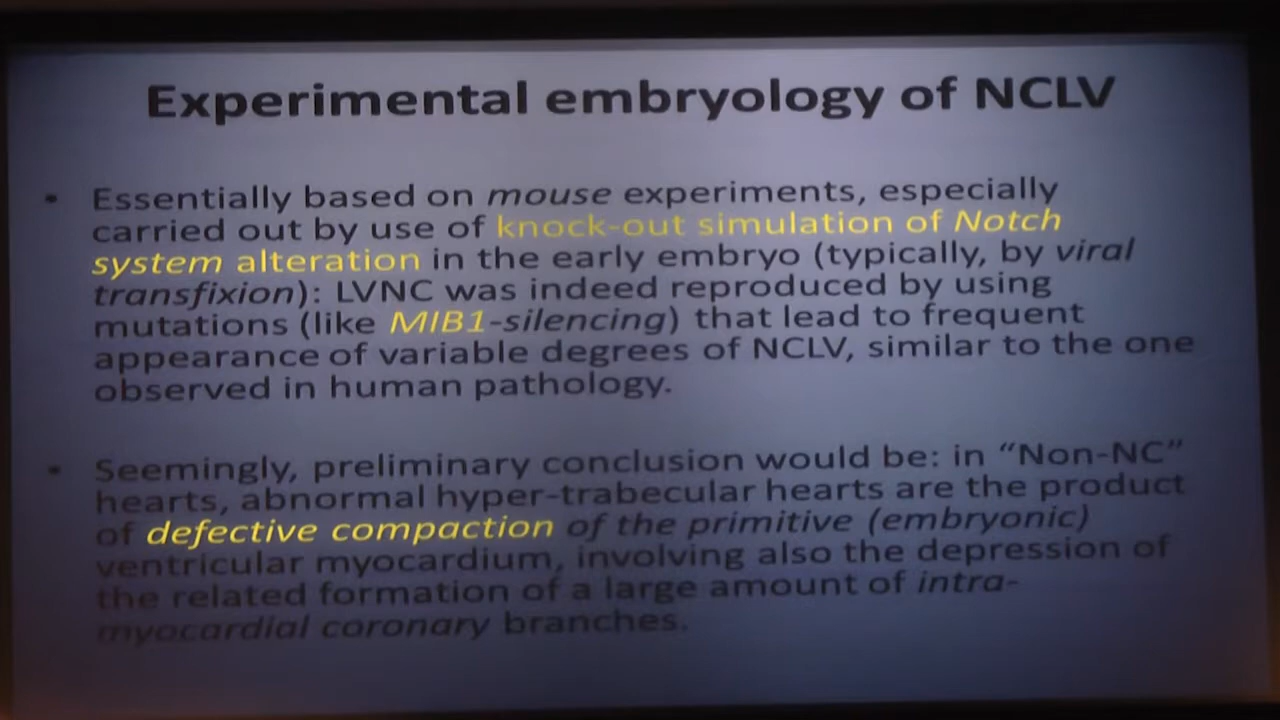 Experimental embryology of NCLV
• Essentially based on mouse experiments, especially
carried out by use of knock-out simulation of Notch
system alteration in the early embryo (typically, by viral
transfixion): LVNC was indeed reproduced by using
mutations (like MIB1-silencing) that lead to frequent
appearance of variable degrees of NCLV, similar to the one
observed in human pathology.
• Seemingly, preliminary conclusion would be: in “Non-NC”
hearts, abnormal hyper-trabecular hearts are the product
of defective compaction of the primitive (embryonic)
ventricular myocardium, involving also the depression of
the related formation of a large amount of intra-
myocardial coronary branches.